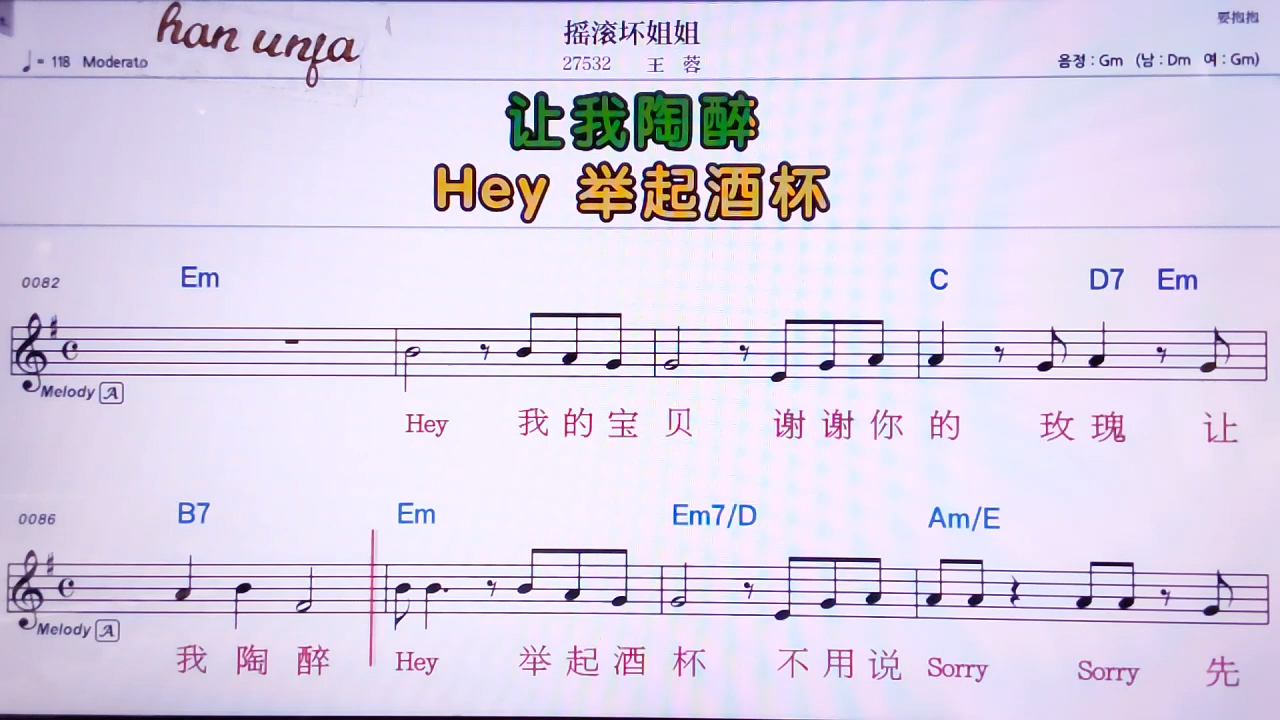 han unfa
摇滚坏姐姐
要抱抱
♩= 118 Moderato
27532 王 蓉
음정 : Gm (남 : Dm 여 : Gm)
让我陶醉
Hey 举起酒杯
0082 Em C D7 Em
Melody A
Hey 我的宝贝 谢谢你的 玫瑰 让
0086 B7 Em Em7/D Am/E
Melody A
我陶醉 Hey 举起酒杯 不用说 Sorry Sorry 先